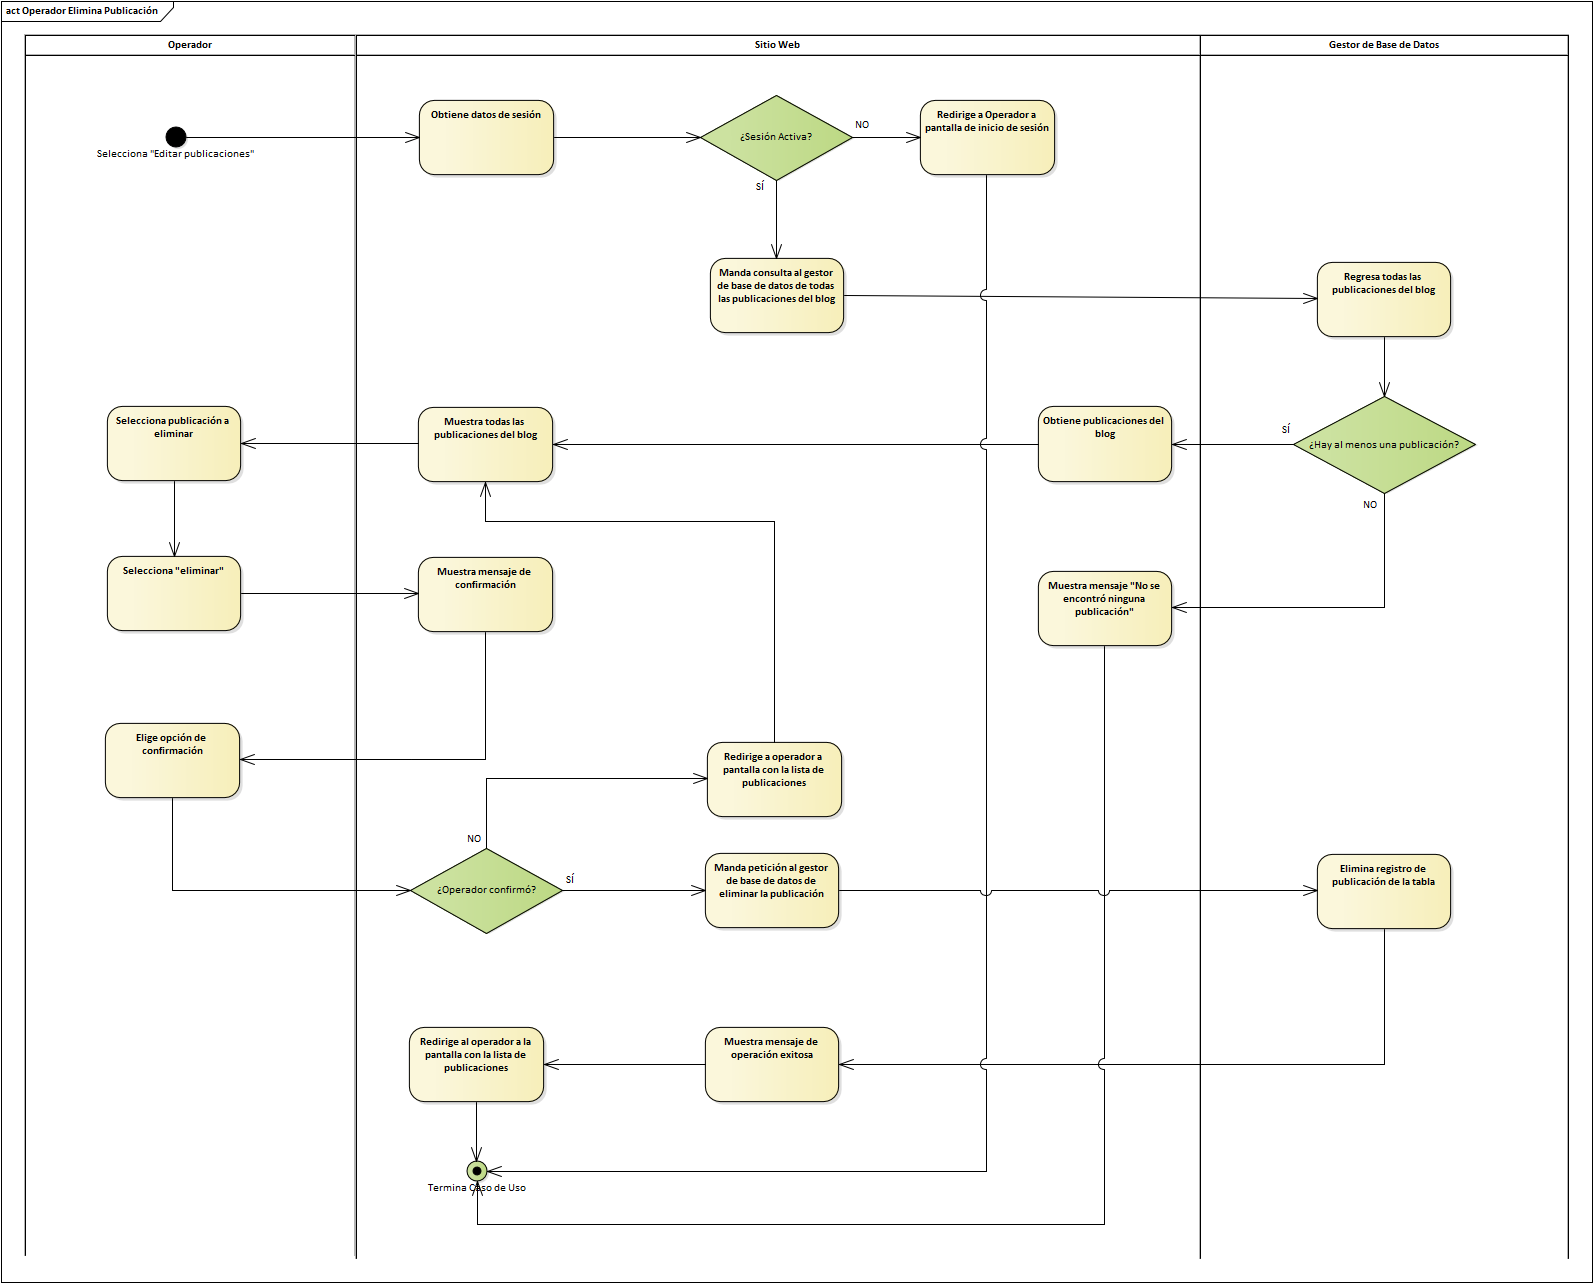 act Operador Elimina Publicación
Operador
Sitio Web
Gestor de Base de Datos
Selecciona "Editar publicaciones"
Obtiene datos de sesión
¿Sesión Activa?
NO
SÍ
Redirige a Operador a
pantalla de inicio de sesión
Manda consulta al gestor
de base de datos de todas
las publicaciones del blog
Regresa todas las
publicaciones del blog
¿Hay al menos una publicación?
SÍ
NO
Obtiene publicaciones del
blog
Muestra todas las
publicaciones del blog
Selecciona publicación a
eliminar
Selecciona "eliminar"
Muestra mensaje de
confirmación
Muestra mensaje "No se
encontró ninguna
publicación"
Elige opción de
confirmación
Redirige a operador a
pantalla con la lista de
publicaciones
NO
¿Operador confirmó?
SÍ
Manda petición al gestor
de base de datos de
eliminar la publicación
Elimina registro de
publicación de la tabla
Redirige al operador a la
pantalla con la lista de
publicaciones
Muestra mensaje de
operación exitosa
Termina Caso de Uso